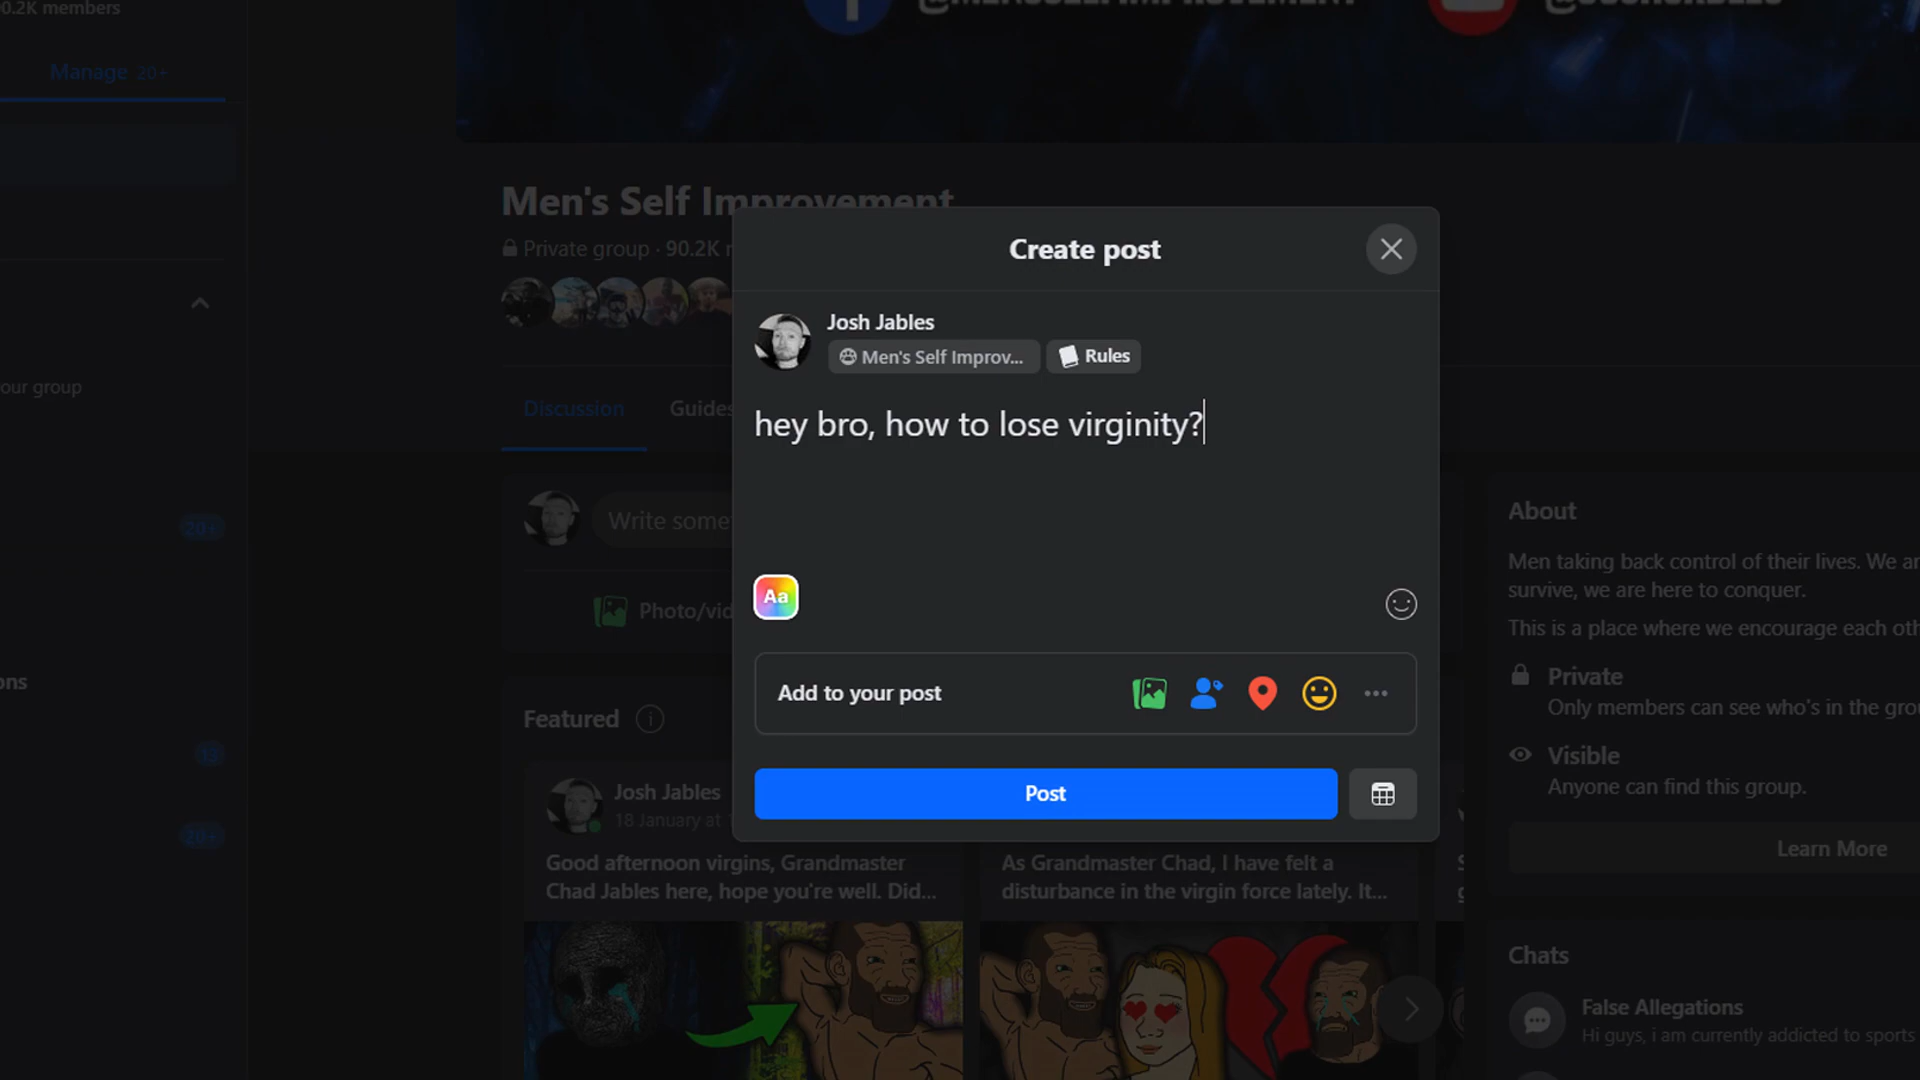 90.2K members
Manage 20+
Men's Self Improvement
Private group · 90.2K
Create post
Josh Jables
Men's Self Improv...
Rules
our group
Discussion
Guides
hey bro, how to lose virginity?
20+
Write
About
Men taking back control of their lives. We
survive, we are here to conquer.
This is a place where we encourage each
Aa
Photo/vid
ons
Private
Only members can see who's in the
Add to your post
Featured
Visible
Anyone can find this group.
13
Josh Jables
18 January at
Post
20+
Learn More
Good afternoon virgins, Grandmaster
Chad Jables here, hope you're well. Did...
As Grandmaster Chad, I have felt a
disturbance in the virgin force lately. It...
Chats
False Allegations
Hi guys, i am currently addicted to sports